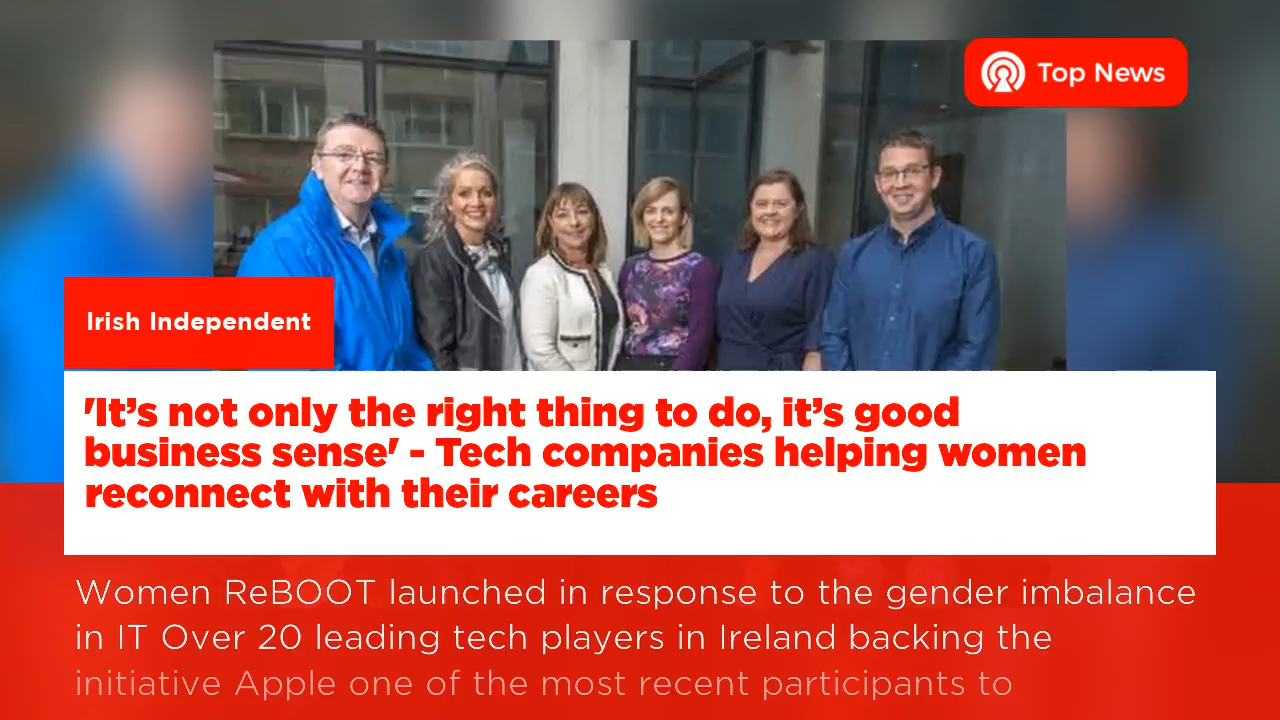 Top News
Irish Independent
'It’s not only the right thing to do, it’s good
business sense' - Tech companies helping women
reconnect with their careers
Women ReBOOT launched in response to the gender imbalance
in IT Over 20 leading tech players in Ireland backing the
initiative Apple one of the most recent participants to